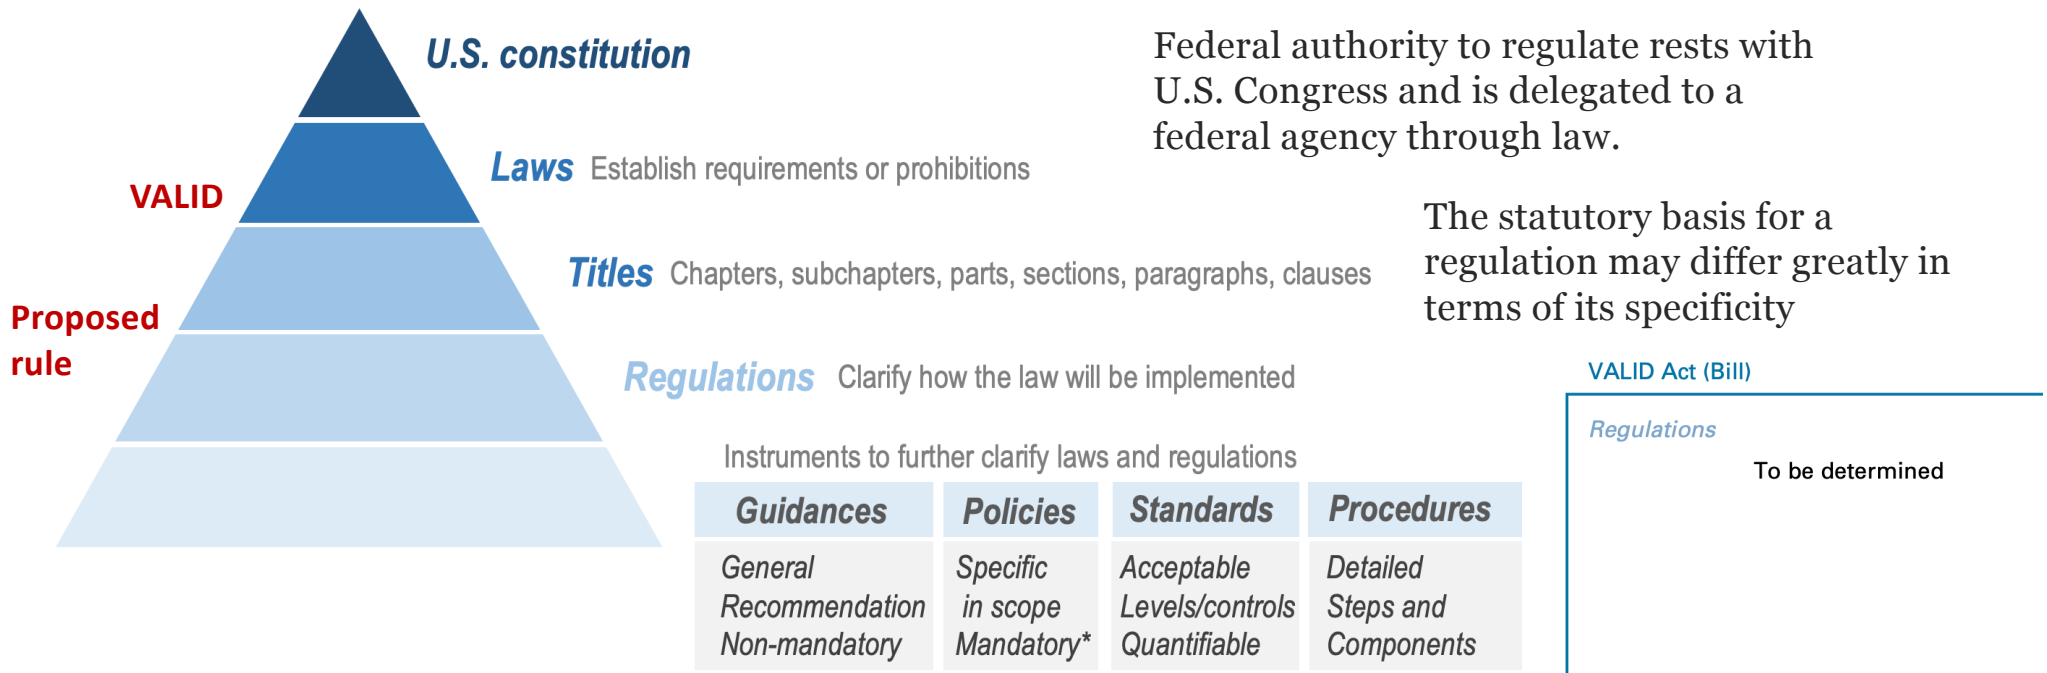 U.S. constitution
Federal authority to regulate rests with
U.S. Congress and is delegated to a
federal agency through law.
Laws Establish requirements or prohibitions
VALID
The statutory basis for a
regulation may differ greatly in
terms of its specificity
Titles Chapters, subchapters, parts, sections, paragraphs, clauses
Proposed
rule
Regulations Clarify how the law will be implemented
VALID Act (Bill)
Regulations
To be determined
Instruments to further clarify laws and regulations
Guidances Policies Standards Procedures
General Specific Acceptable Detailed
Recommendation in scope Levels/controls Steps and
Non-mandatory Mandatory* Quantifiable Components